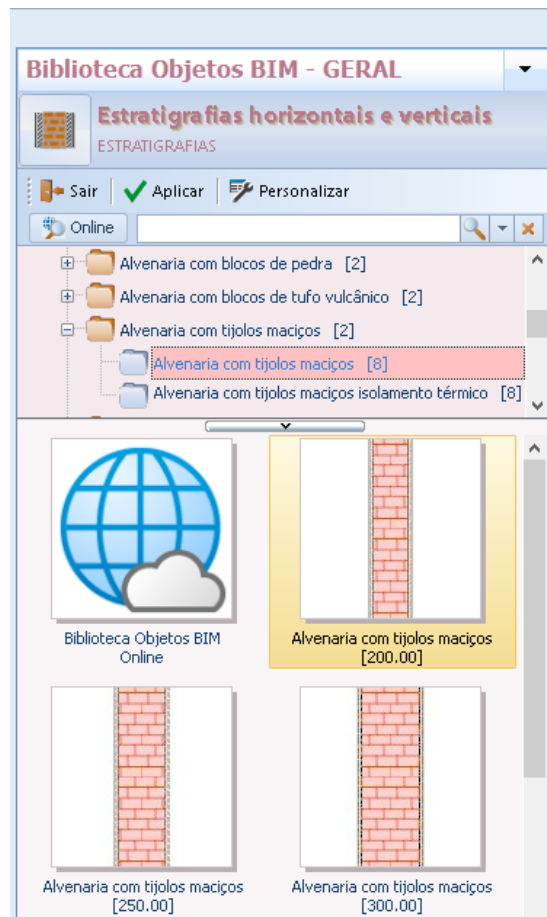 Biblioteca Objetos BIM - GERAL
Estratigrafias horizontais e verticais
ESTRATIGRAFIAS
Sair Aplicar Personalizar
Online
Alvenaria com blocos de pedra [2]
Alvenaria com blocos de tufo vulcânico [2]
Alvenaria com tijolos maciços [2]
Alvenaria com tijolos maciços [8]
Alvenaria com tijolos maciços isolamento térmico [8]
Biblioteca Objetos BIM
Online
Alvenaria com tijolos maciços
[200.00]
Alvenaria com tijolos maciços
[250.00]
Alvenaria com tijolos maciços
[300.00]